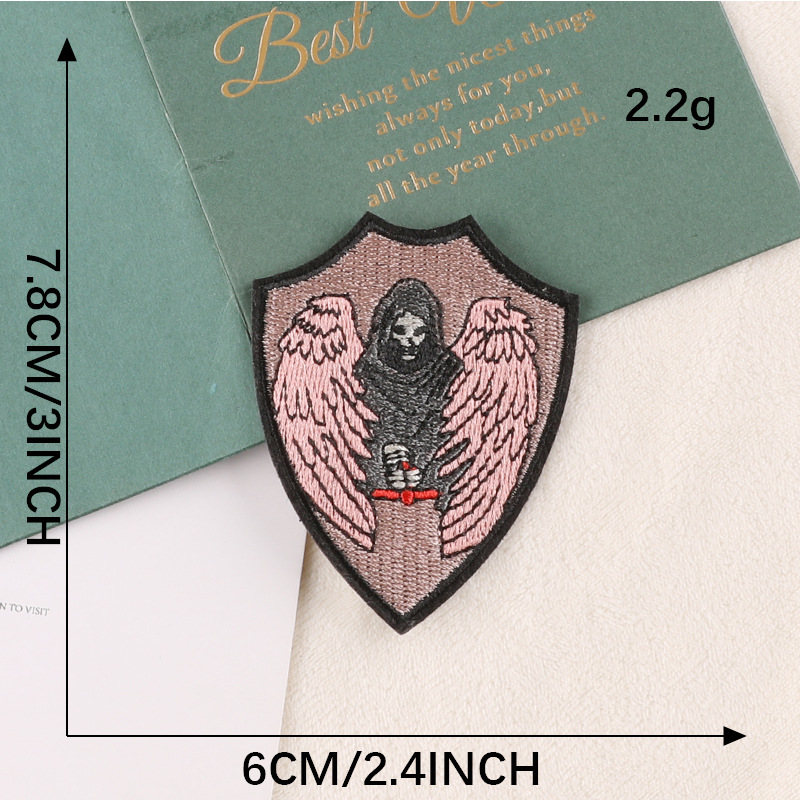 Best
wishing the nicest things
always for you,
not only today,but
all the year through.
2.2g
7.8CM/3INCH
N TO VISIT
6CM/2.4INCH